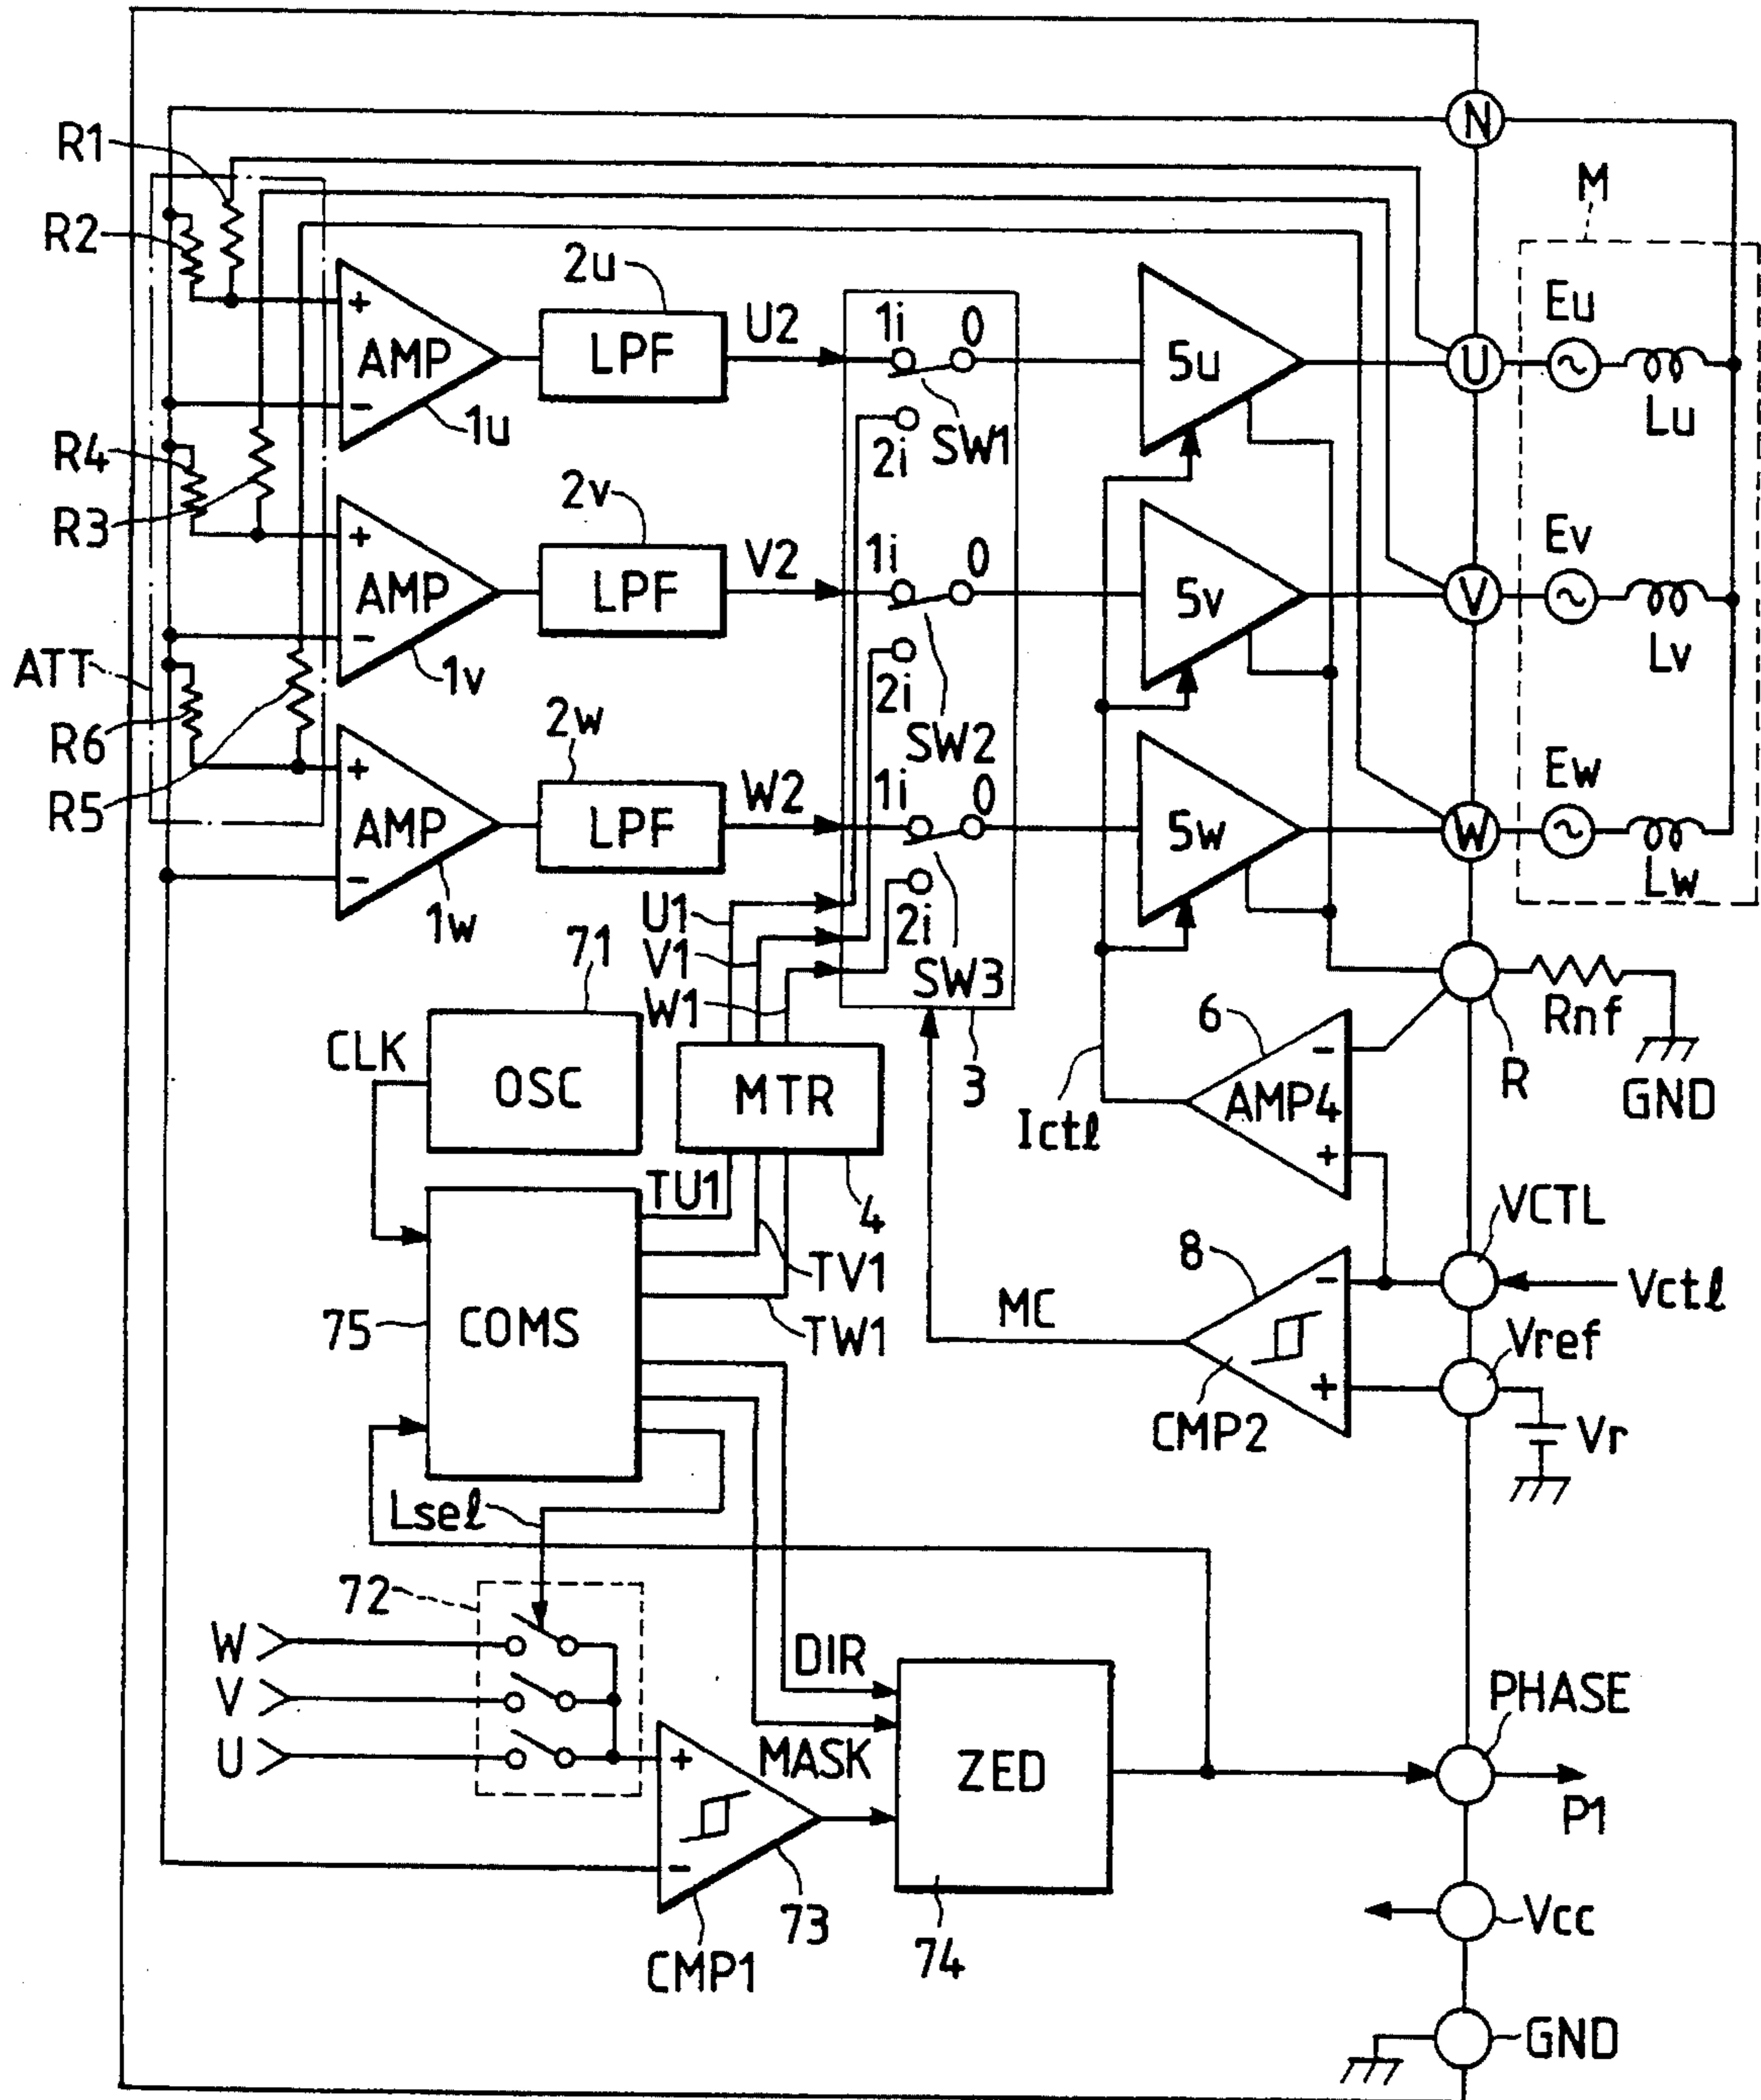 N
R1
M
R2
2u
Eu
+
AMP
LPF
U2
1i
0
5u
U
-
1u
2i
SW1
Lu
R4
2v
R3
+
AMP
LPF
V2
1i
0
5v
Ev
V
-
1v
2i
SW2
Lv
ATT
R6
2w
R5
+
AMP
LPF
W2
1i
0
5w
Ew
W
-
1w
2i
SW3
Lw
U1
V1
W1
71
CLK
OSC
MTR
3
6
-
AMP4
+
Rnf
R
GND
Ictl
TU1
4
TV1
TW1
75
COMS
8
MC
-
+
CMP2
VCTL
Vctl
Vref
Vr
Lsel
72
W
V
U
DIR
MASK
ZED
+
-
73
CMP1
74
PHASE
P1
Vcc
GND